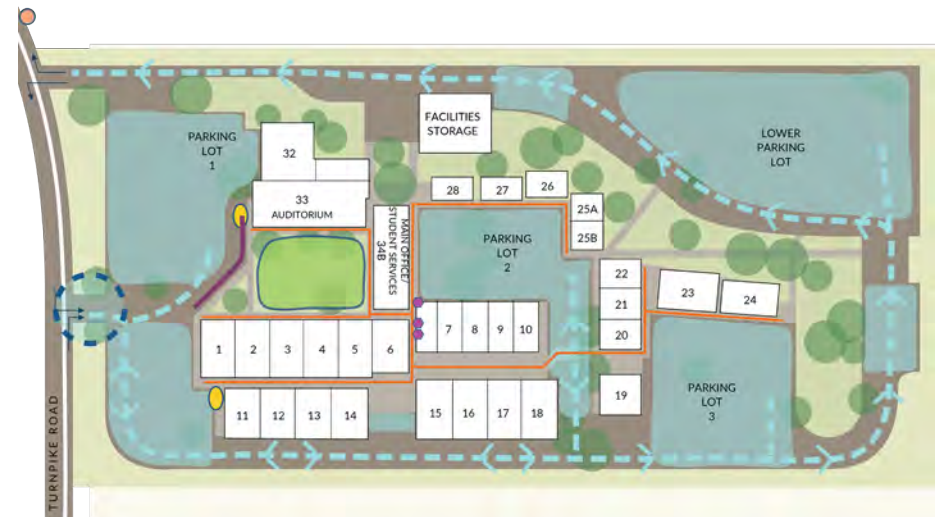 FACILITIES
STORAGE
PARKING
LOT
1
LOWER
PARKING
LOT
32
33
AUDITORIUM
28
27
26
25A
25B
MAIN OFFICE/
STUDENT SERVICES
34B
PARKING
LOT
2
22
21
20
23
24
1
2
3
4
5
6
7
8
9
10
19
PARKING
LOT
3
11
12
13
14
15
16
17
18
TURNPIKE ROAD